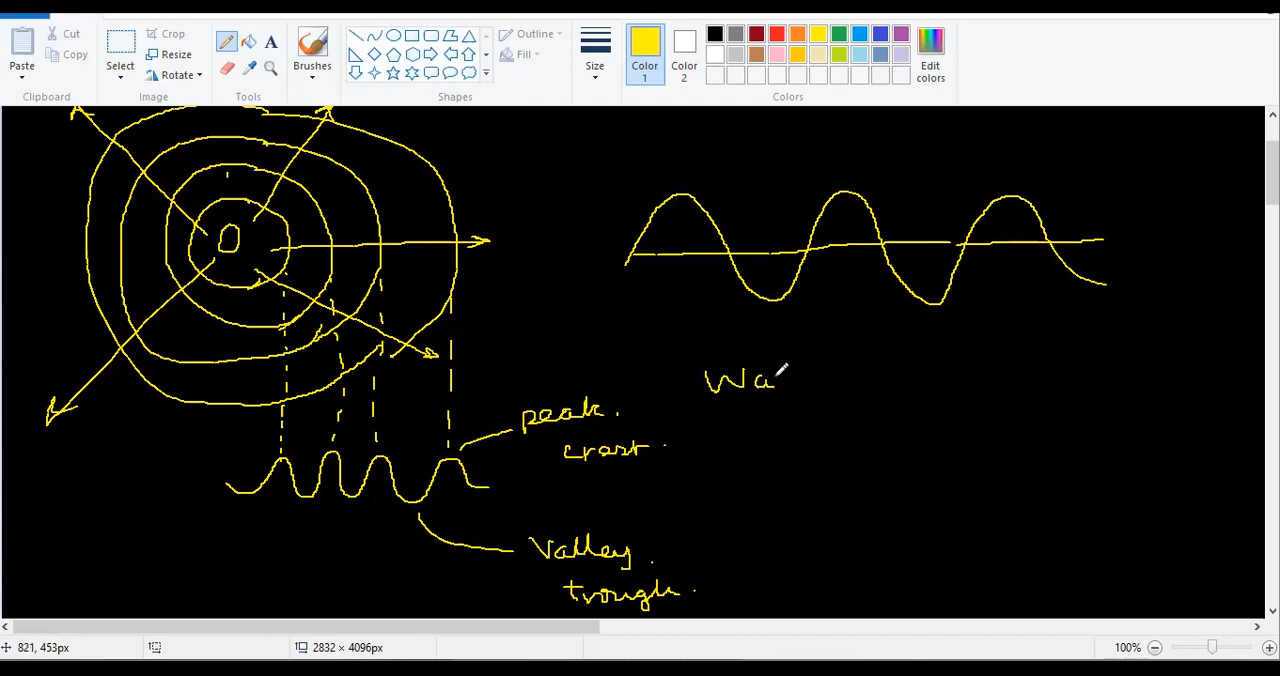 Cut
Copy
Paste
Clipboard
Crop
Resize
Rotate
Select
Image
A
Tools
Brushes
Outline
Fill
Shapes
Size
Color
1
Color
2
Edit
colors
Colors
Wa
peak.
crest.
Valley.
trough.
821, 453px
2832 × 4096px
100%